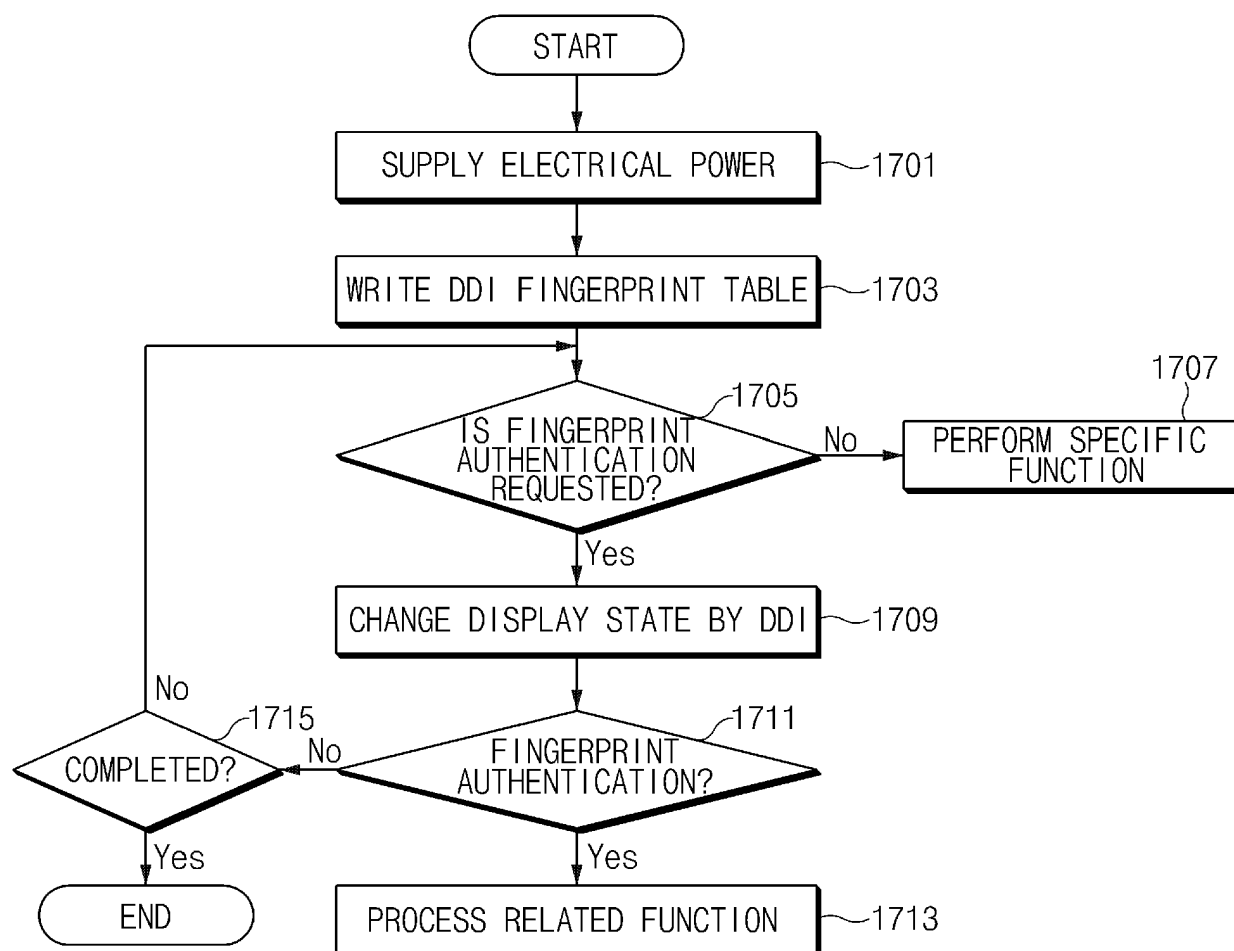 START
SUPPLY ELECTRICAL POWER
1701
WRITE DDI FINGERPRINT TABLE
1703
1705
IS FINGERPRINT
AUTHENTICATION
REQUESTED?
No
1707
PERFORM SPECIFIC
FUNCTION
Yes
CHANGE DISPLAY STATE BY DDI
1709
No
1715
COMPLETED?
No
1711
FINGERPRINT
AUTHENTICATION?
Yes
END
Yes
PROCESS RELATED FUNCTION
1713